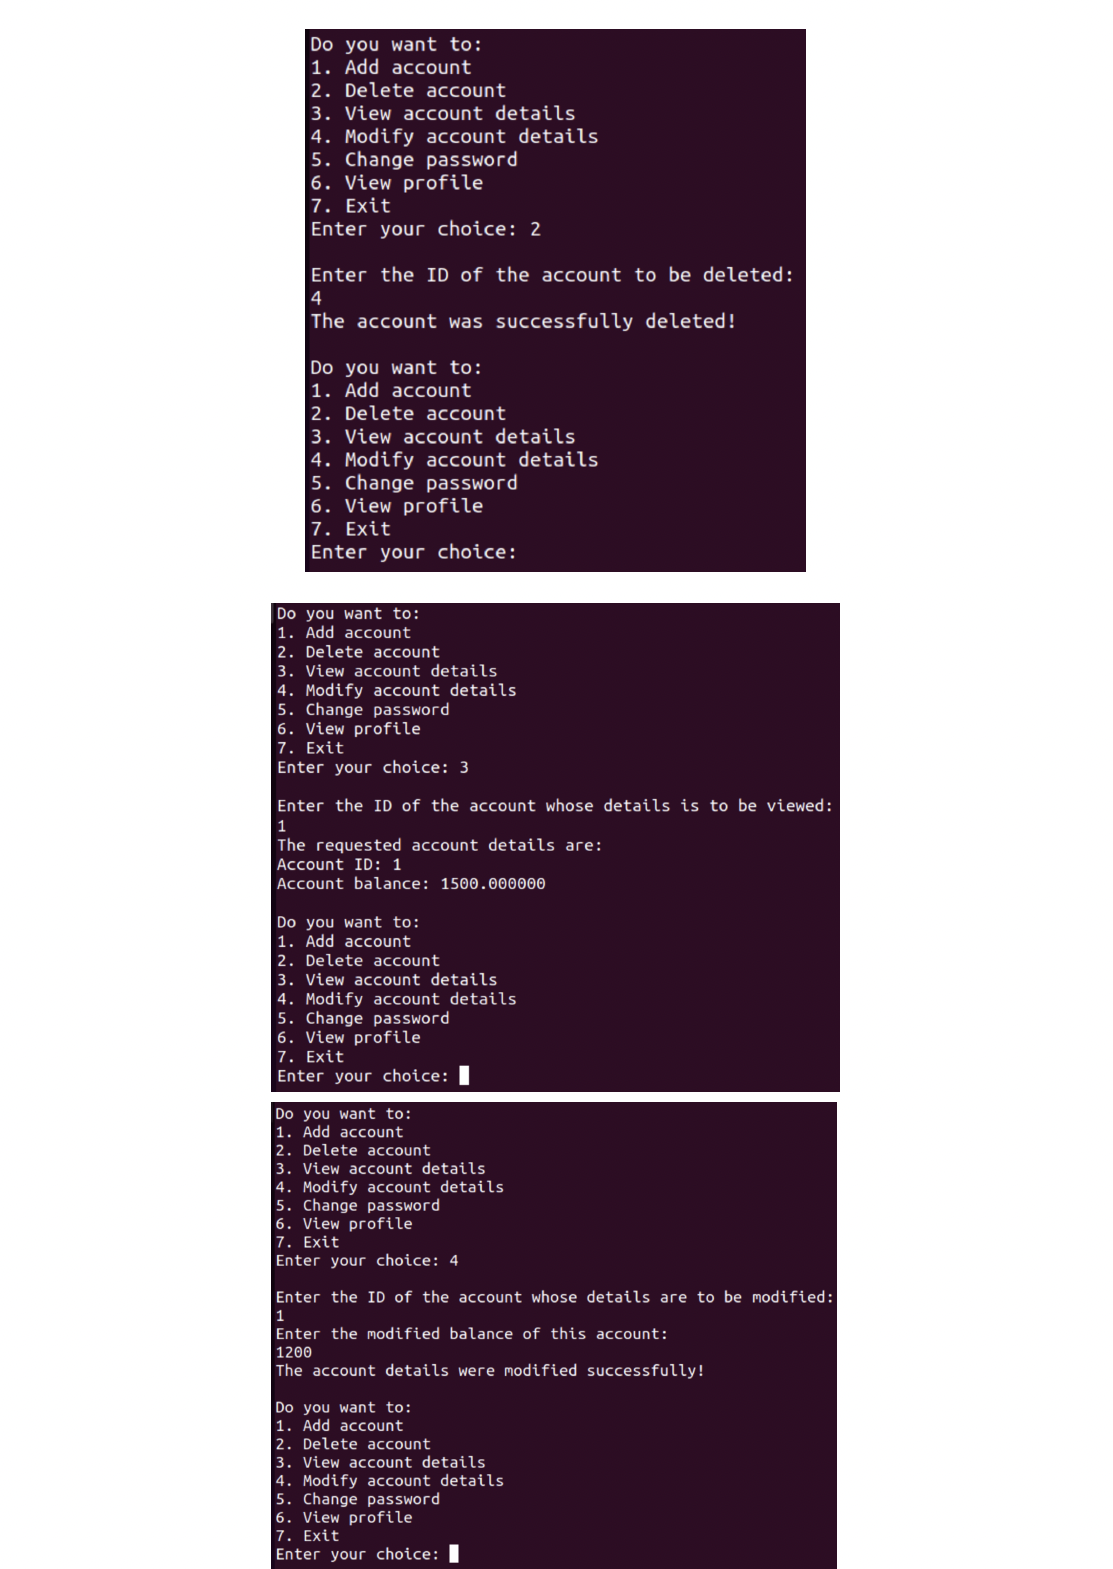 Do you want to:
1. Add account
2. Delete account
3. View account details
4. Modify account details
5. Change password
6. View profile
7. Exit
Enter your choice: 2
Enter the ID of the account to be deleted:
4
The account was successfully deleted!
Do you want to:
1. Add account
2. Delete account
3. View account details
4. Modify account details
5. Change password
6. View profile
7. Exit
Enter your choice:
Do you want to:
1. Add account
2. Delete account
3. View account details
4. Modify account details
5. Change password
6. View profile
7. Exit
Enter your choice: 3
Enter the ID of the account whose details is to be viewed:
1
The requested account details are:
Account ID: 1
Account balance: 1500.000000
Do you want to:
1. Add account
2. Delete account
3. View account details
4. Modify account details
5. Change password
6. View profile
7. Exit
Enter your choice:
Do you want to:
1. Add account
2. Delete account
3. View account details
4. Modify account details
5. Change password
6. View profile
7. Exit
Enter your choice: 4
Enter the ID of the account whose details are to be modified:
1
Enter the modified balance of this account:
1200
The account details were modified successfully!
Do you want to:
1. Add account
2. Delete account
3. View account details
4. Modify account details
5. Change password
6. View profile
7. Exit
Enter your choice: